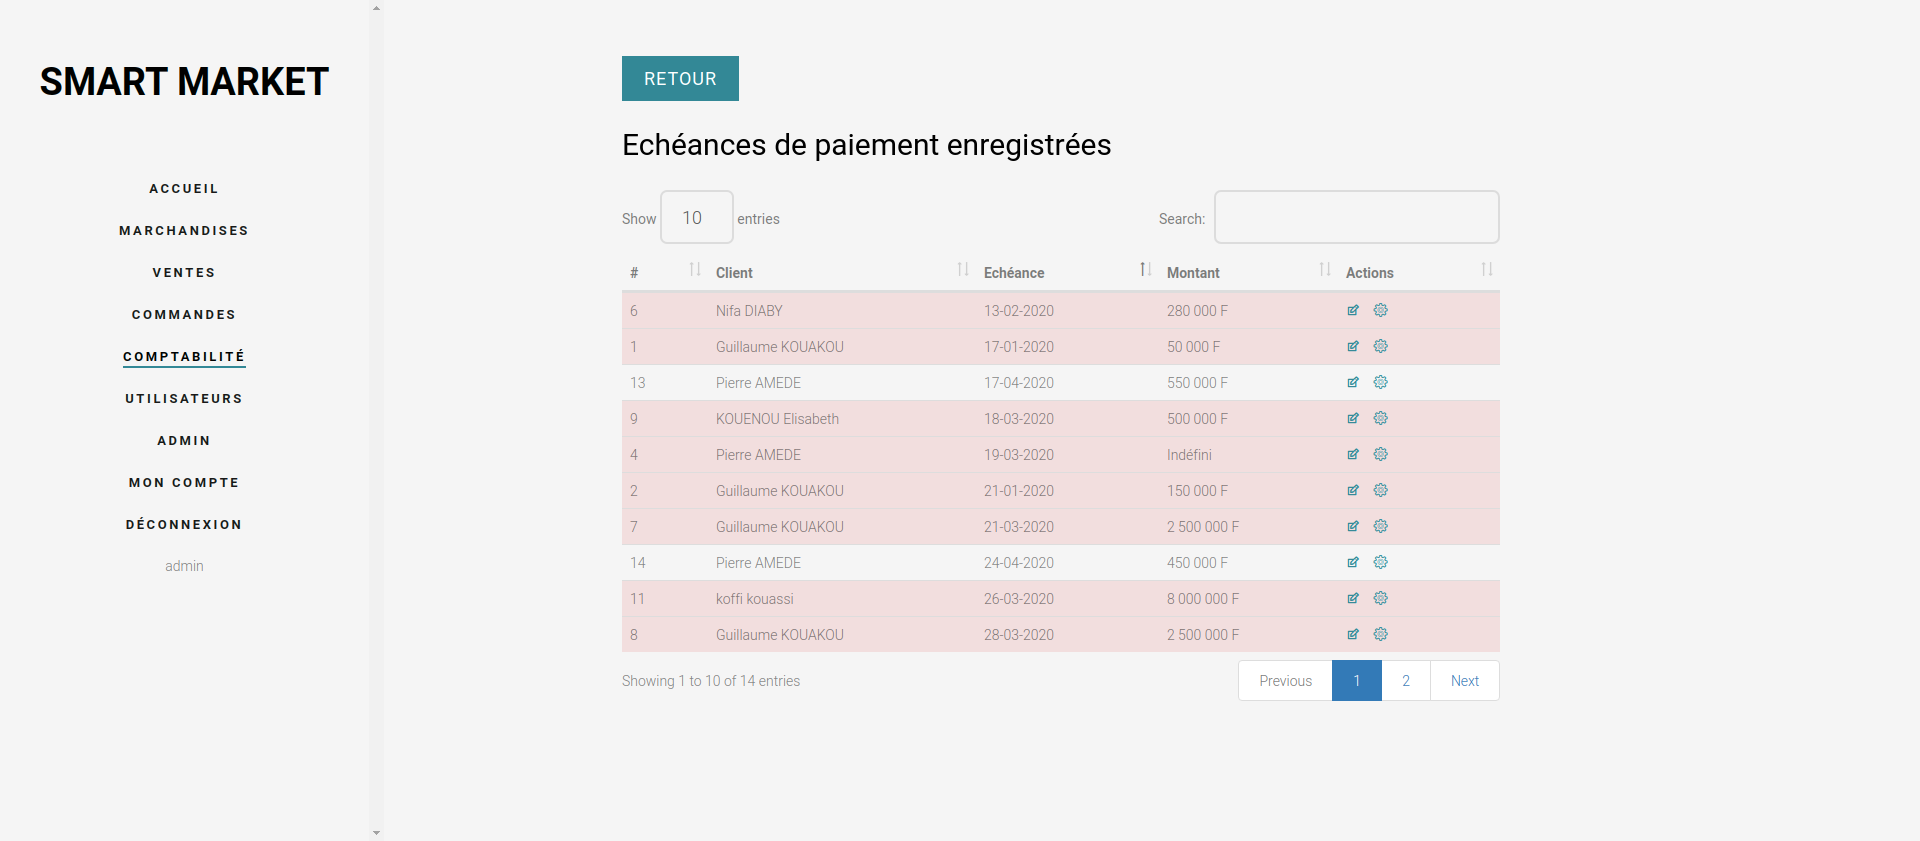 SMART MARKET
ACCUEIL
MARCHANDISES
VENTES
COMMANDES
COMPTABILITÉ
UTILISATEURS
ADMIN
MON COMPTE
DÉCONNEXION
admin
RETOUR
Echéances de paiement enregistrées
Show 10 entries Search:
# Client Echéance Montant Actions
6 Nifa DIABY 13-02-2020 280 000 F
1 Guillaume KOUAKOU 17-01-2020 50 000 F
13 Pierre AMEDE 17-04-2020 550 000 F
9 KOUENOU Elisabeth 18-03-2020 500 000 F
4 Pierre AMEDE 19-03-2020 Indéfini
2 Guillaume KOUAKOU 21-01-2020 150 000 F
7 Guillaume KOUAKOU 21-03-2020 2 500 000 F
14 Pierre AMEDE 24-04-2020 450 000 F
11 koffi kouassi 26-03-2020 8 000 000 F
8 Guillaume KOUAKOU 28-03-2020 2 500 000 F
Showing 1 to 10 of 14 entries Previous 1 2 Next